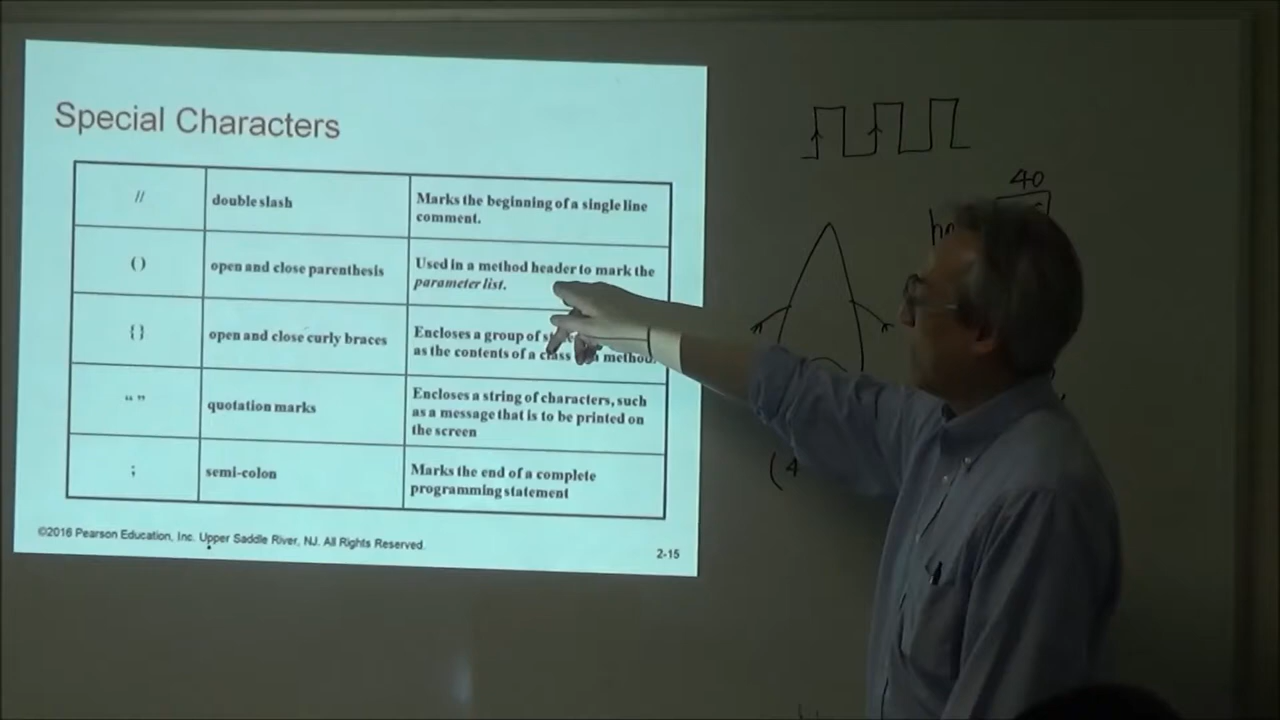 Special Characters
//
double slash
Marks the beginning of a single line
comment.
()
open and close parenthesis
Used in a method header to mark the
parameter list.
{}
open and close curly braces
Encloses a group of
as the contents of a class method.
“ ”
quotation marks
Encloses a string of characters, such
as a message that is to be printed on
the screen
;
semi-colon
Marks the end of a complete
programming statement
©2016 Pearson Education, Inc. Upper Saddle River, NJ. All Rights Reserved.
2-15
40
(4